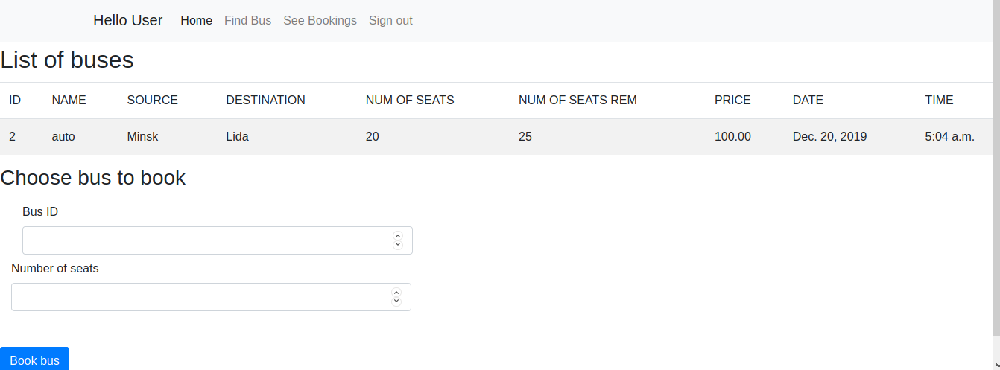 Hello User Home Find Bus See Bookings Sign out
List of buses
ID NAME SOURCE DESTINATION NUM OF SEATS NUM OF SEATS REM PRICE DATE TIME
2 auto Minsk Lida 20 25 100.00 Dec. 20, 2019 5:04 a.m.
Choose bus to book
Bus ID
Number of seats
Book bus